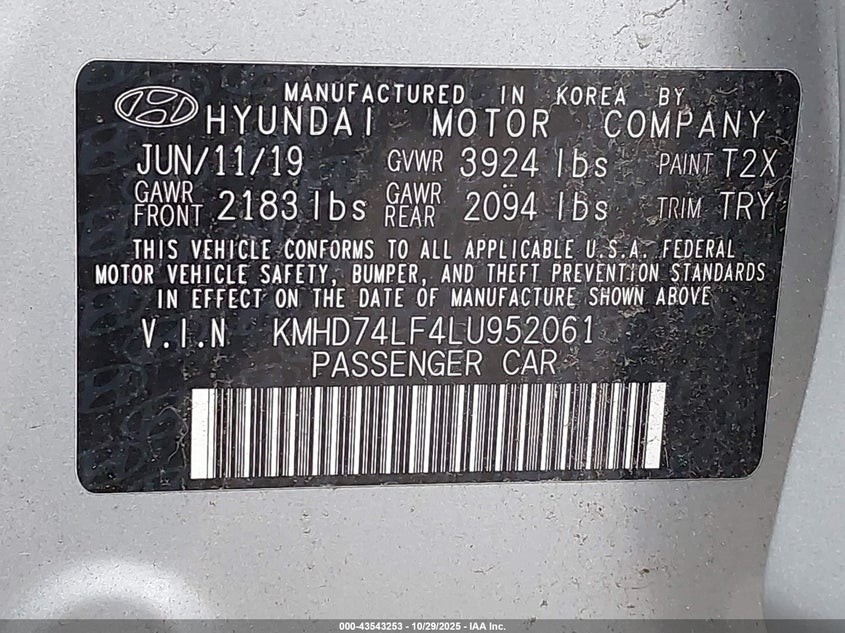 MANUFACTURED IN KOREA BY
HYUNDAI MOTOR COMPANY
JUN/11/19 GVWR 3924 lbs PAINT T2X
GAWR FRONT 2183 lbs GAWR REAR 2094 lbs TRIM TRY
THIS VEHICLE CONFORMS TO ALL APPLICABLE U.S.A. FEDERAL
MOTOR VEHICLE SAFETY, BUMPER, AND THEFT PREVENTION STANDARDS
IN EFFECT ON THE DATE OF MANUFACTURE SHOWN ABOVE
V.I.N KMHD74LF4LU952061
PASSENGER CAR
000-43543253 - 10/29/2025 - IAA Inc.